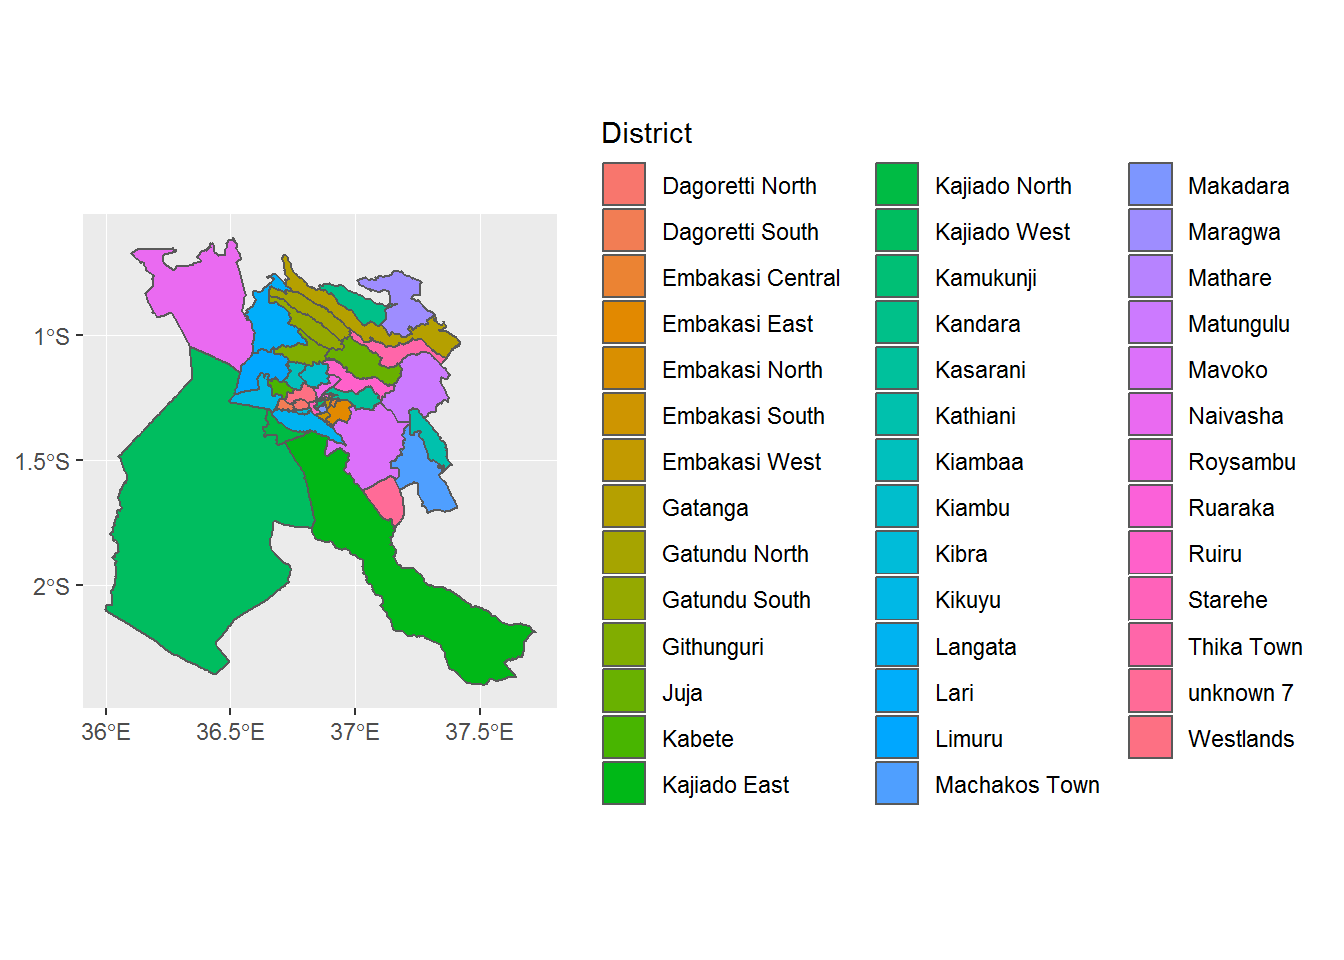 District
Dagoretti North
Dagoretti South
Embakasi Central
Embakasi East
Embakasi North
Embakasi South
Embakasi West
Gatanga
Gatundu North
Gatundu South
Githunguri
Juja
Kabete
Kajiado East
Kajiado North
Kajiado West
Kamukunji
Kandara
Kasarani
Kathiani
Kiambaa
Kiambu
Kibra
Kikuyu
Langata
Lari
Limuru
Machakos Town
Makadara
Maragwa
Mathare
Matungulu
Mavoko
Naivasha
Roysambu
Ruaraka
Ruiru
Starehe
Thika Town
unknown 7
Westlands
1°S
1.5°S
2°S
36°E 36.5°E 37°E 37.5°E